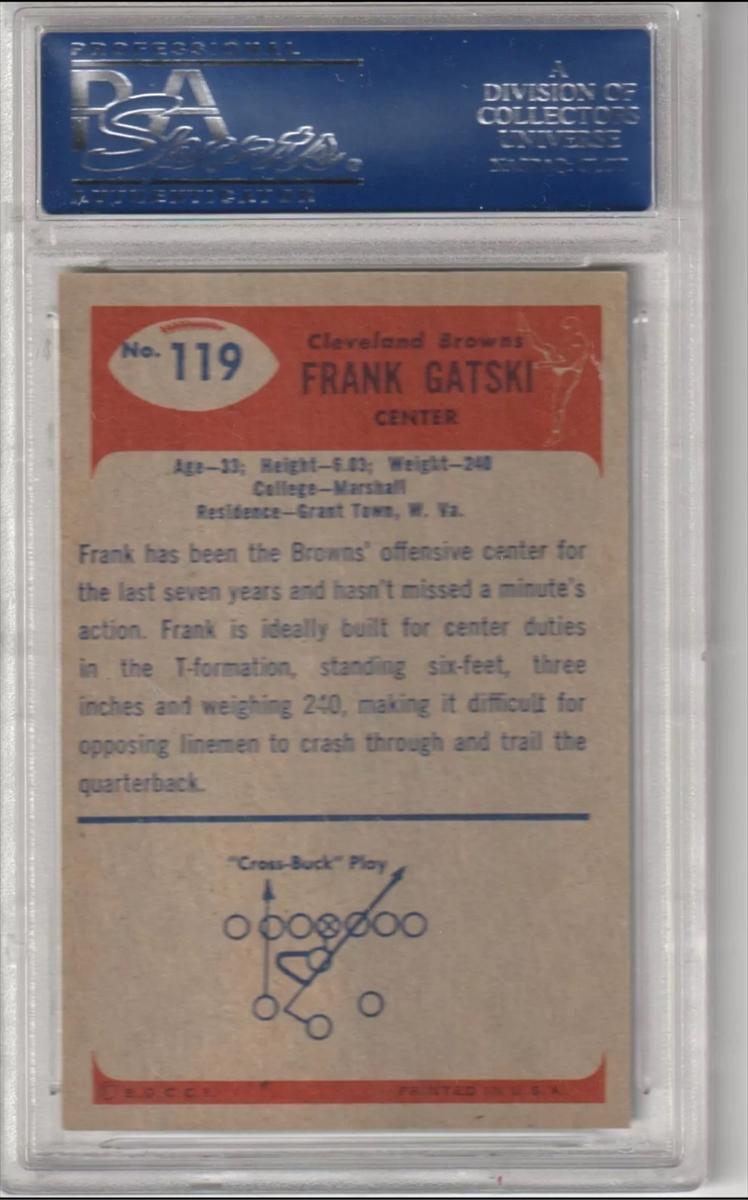 PROFESSIONAL
PSA
Sports
AUTHENTICATOR
A
DIVISION OF
COLLECTORS
UNIVERSE
No. 119
Cleveland Browns
FRANK GATSKI
CENTER
Age—33; Height—6.03; Weight—240
College—Marshall
Residence—Grant Town, W. Va.
Frank has been the Browns' offensive center for
the last seven years and hasn't missed a minute's
action. Frank is ideally built for center duties
in the T-formation, standing six-feet, three
inches and weighing 240, making it difficult for
opposing linemen to crash through and trail the
quarterback.
"Cross-Buck" Play
PRINTED IN U.S.A.